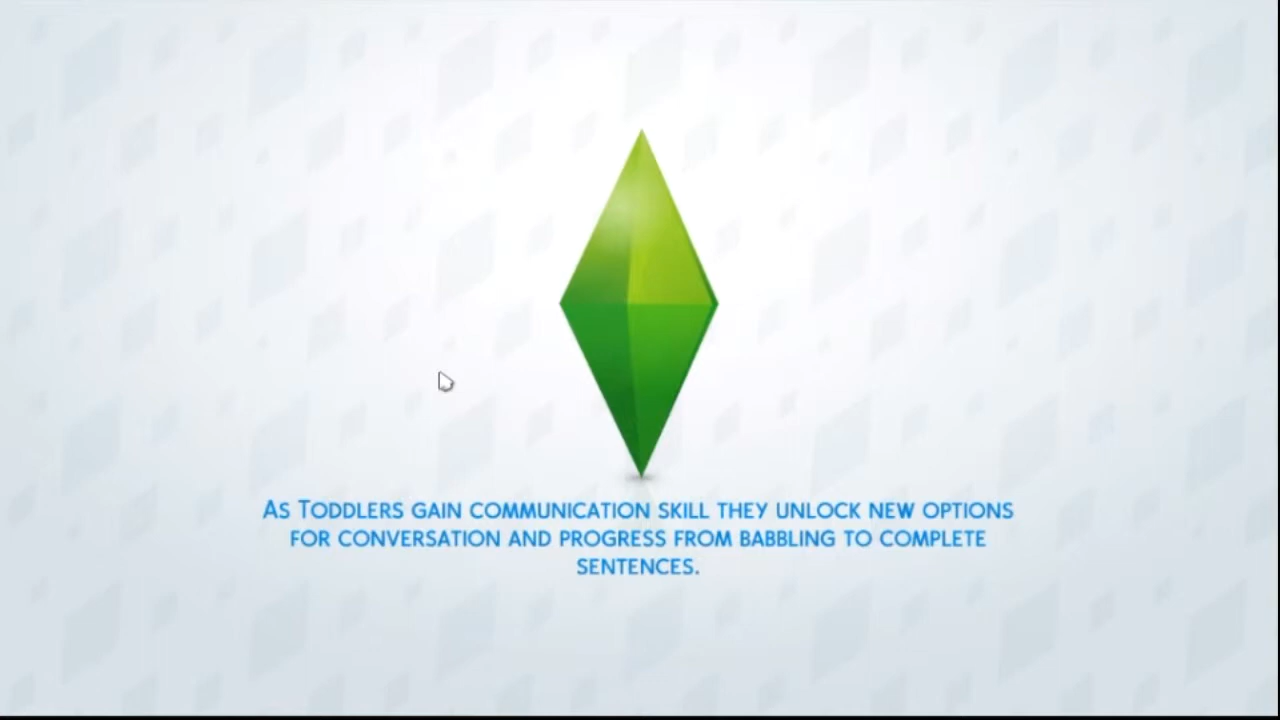 As Toddlers gain communication skill they unlock new options
for conversation and progress from babbling to complete
sentences.